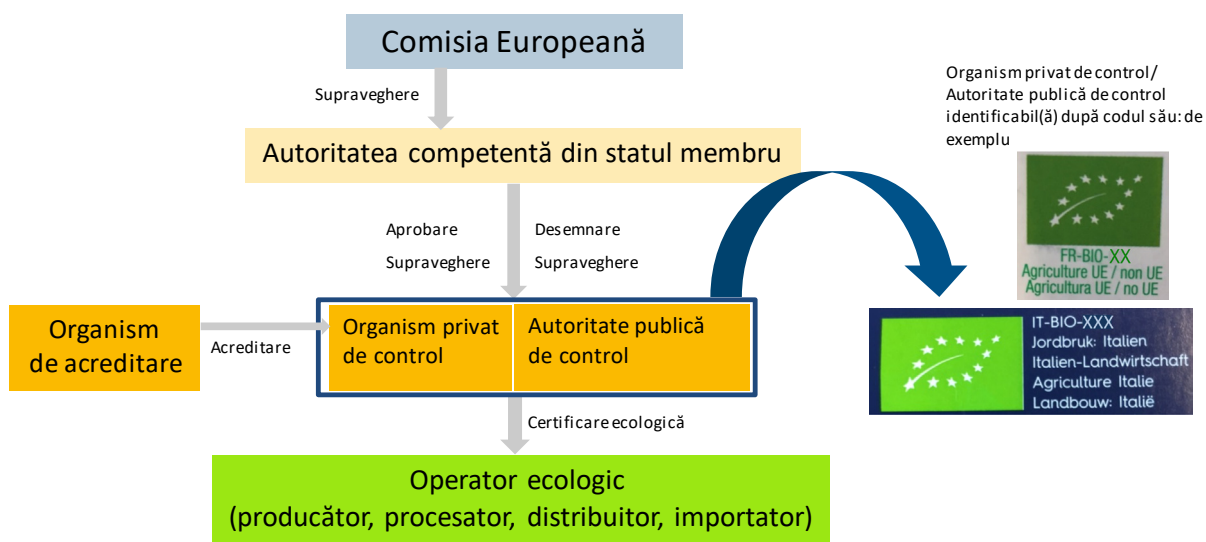 Comisia Europeană
Supraveghere
Autoritatea competentă din statul membru
Aprobare
Supraveghere
Desemnare
Supraveghere
Organism
de acreditare
Acreditare
Organism privat
de control
Autoritate publică
de control
Certificare ecologică
Operator ecologic
(producător, procesator, distribuitor, importator)
Organism privat de control/
Autoritate publică de control
identificabil(ă) după codul său: de
exemplu
FR-BIO-XX
Agriculture UE / non UE
Agricultura UE / no UE
IT-BIO-XXX
Jordbruk: Italien
Italien-Landwirtschaft
Agriculture Italie
Landbouw: Italië